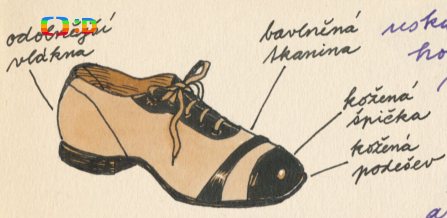 odolnější
vlákna
bavlněná
tkanina
kožená
špička
kožená
podešev